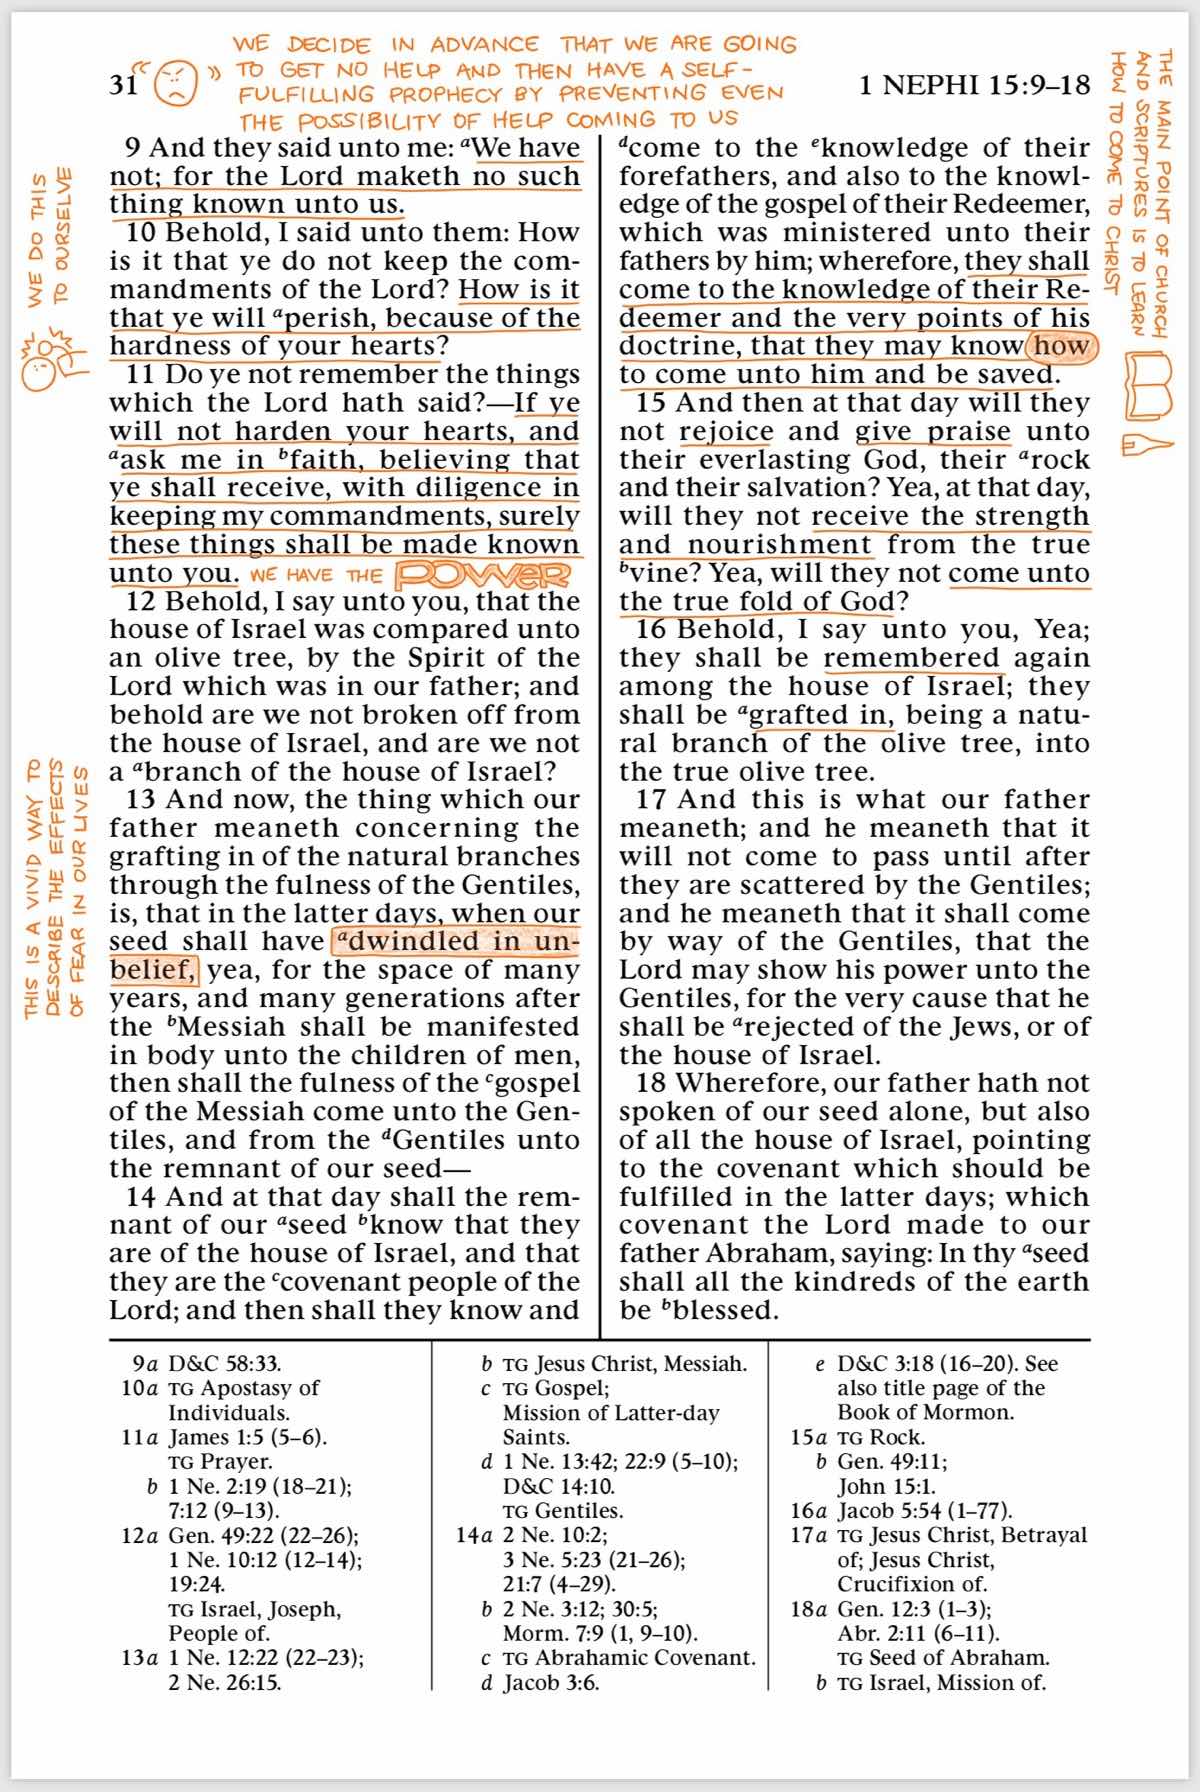 WE DECIDE IN ADVANCE THAT WE ARE GOING
TO GET NO HELP AND THEN HAVE A SELF-
FULFILLING PROPHECY BY PREVENTING EVEN
THE POSSIBILITY OF HELP COMING TO US
31
1 NEPHI 15:9–18
WE DO THIS
TO OURSELVE
THIS IS A VIVID WAY TO
DESCRIBE THE EFFECTS
OF FEAR IN OUR LIVES
9 And they said unto me: aWe have
not; for the Lord maketh no such
thing known unto us.
10 Behold, I said unto them: How
is it that ye do not keep the com-
mandments of the Lord? How is it
that ye will aperish, because of the
hardness of your hearts?
11 Do ye not remember the things
which the Lord hath said?—If ye
will not harden your hearts, and
aask me in bfaith, believing that
ye shall receive, with diligence in
keeping my commandments, surely
these things shall be made known
unto you. WE HAVE THE POWER
12 Behold, I say unto you, that the
house of Israel was compared unto
an olive tree, by the Spirit of the
Lord which was in our father; and
behold are we not broken off from
the house of Israel, and are we not
a abranch of the house of Israel?
13 And now, the thing which our
father meaneth concerning the
grafting in of the natural branches
through the fulness of the Gentiles,
is, that in the latter days, when our
seed shall have adwindled in un-
belief, yea, for the space of many
years, and many generations after
the bMessiah shall be manifested
in body unto the children of men,
then shall the fulness of the cgospel
of the Messiah come unto the Gen-
tiles, and from the dGentiles unto
the remnant of our seed—
14 And at that day shall the rem-
nant of our aseed bknow that they
are of the house of Israel, and that
they are the ccovenant people of the
Lord; and then shall they know and
dcome to the eknowledge of their
forefathers, and also to the knowl-
edge of the gospel of their Redeemer,
which was ministered unto their
fathers by him; wherefore, they shall
come to the knowledge of their Re-
deemer and the very points of his
doctrine, that they may know how
to come unto him and be saved.
15 And then at that day will they
not rejoice and give praise unto
their everlasting God, their arock
and their salvation? Yea, at that day,
will they not receive the strength
and nourishment from the true
bvine? Yea, will they not come unto
the true fold of God?
16 Behold, I say unto you, Yea;
they shall be remembered again
among the house of Israel; they
shall be agrafted in, being a natu-
ral branch of the olive tree, into
the true olive tree.
17 And this is what our father
meaneth; and he meaneth that it
will not come to pass until after
they are scattered by the Gentiles;
and he meaneth that it shall come
by way of the Gentiles, that the
Lord may show his power unto the
Gentiles, for the very cause that he
shall be arejected of the Jews, or of
the house of Israel.
18 Wherefore, our father hath not
spoken of our seed alone, but also
of all the house of Israel, pointing
to the covenant which should be
fulfilled in the latter days; which
covenant the Lord made to our
father Abraham, saying: In thy aseed
shall all the kindreds of the earth
be bblessed.
THE MAIN POINT OF CHURCH
AND SCRIPTURES IS TO LEARN
HOW TO COME TO CHRIST
9a D&C 58:33.
10a TG Apostasy of
Individuals.
11a James 1:5 (5–6).
TG Prayer.
b 1 Ne. 2:19 (18–21);
7:12 (9–13).
12a Gen. 49:22 (22–26);
1 Ne. 10:12 (12–14);
19:24.
TG Israel, Joseph,
People of.
13a 1 Ne. 12:22 (22–23);
2 Ne. 26:15.
b TG Jesus Christ, Messiah.
c TG Gospel;
Mission of Latter-day
Saints.
d 1 Ne. 13:42; 22:9 (5–10);
D&C 14:10.
TG Gentiles.
14a 2 Ne. 10:2;
3 Ne. 5:23 (21–26);
21:7 (4–29).
b 2 Ne. 3:12; 30:5;
Morm. 7:9 (1, 9–10).
c TG Abrahamic Covenant.
d Jacob 3:6.
e D&C 3:18 (16–20). See
also title page of the
Book of Mormon.
15a TG Rock.
b Gen. 49:11;
John 15:1.
16a Jacob 5:54 (1–77).
17a TG Jesus Christ, Betrayal
of; Jesus Christ,
Crucifixion of.
18a Gen. 12:3 (1–3);
Abr. 2:11 (6–11).
TG Seed of Abraham.
b TG Israel, Mission of.